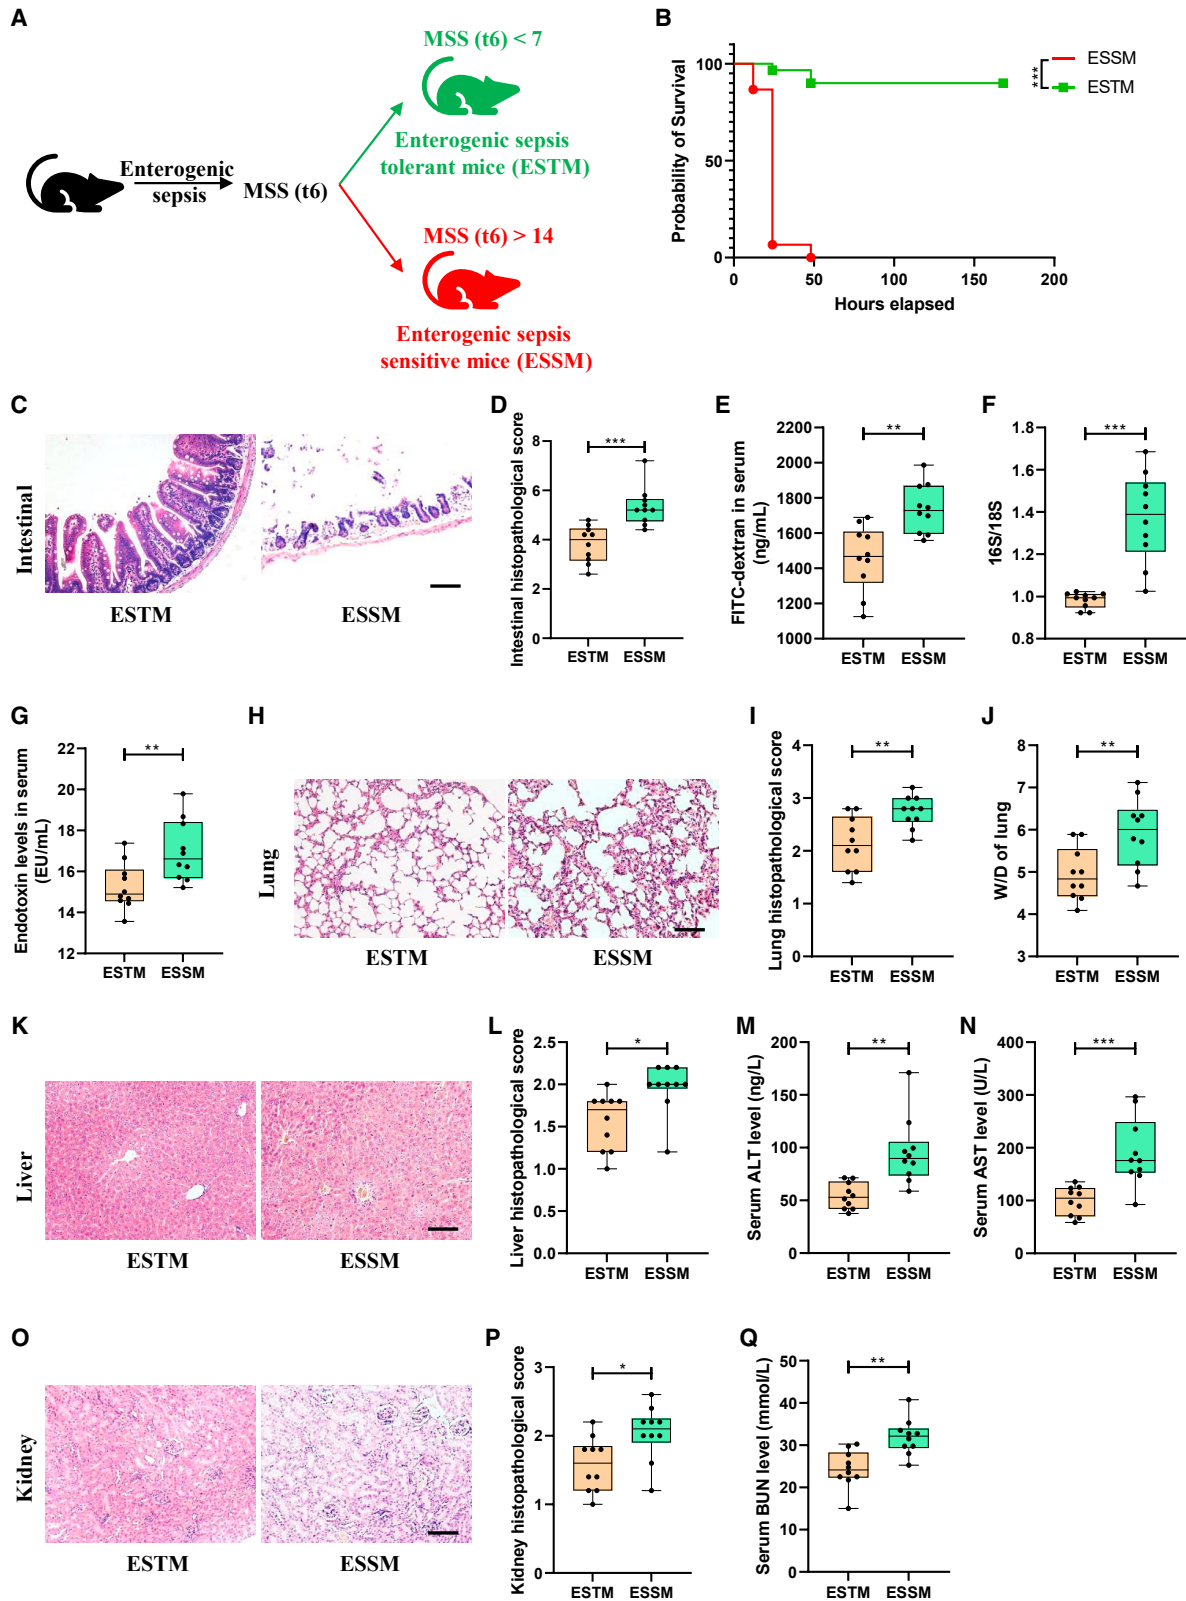 A
MSS (t6) < 7
Enterogenic sepsis
tolerant mice (ESTM)
Enterogenic
sepsis
MSS (t6)
MSS (t6) > 14
Enterogenic sepsis
sensitive mice (ESSM)
B
Probability of Survival
100
50
0
0 50 100 150 200
Hours elapsed
***
ESSM
ESTM
C
Intestinal
ESTM ESSM
D
Intestinal histopathological score
8
6
4
2
0
***
ESTM ESSM
E
FITC-dextran in serum
(ng/mL)
2200
2000
1800
1600
1400
1200
1000
**
ESTM ESSM
F
16S/18S
1.8
1.6
1.4
1.2
1.0
0.8
***
ESTM ESSM
G
Endotoxin levels in serum
(EU/mL)
22
20
18
16
14
12
**
ESTM ESSM
H
Lung
ESTM ESSM
I
Lung histopathological score
4
3
2
1
0
**
ESTM ESSM
J
W/D of lung
8
7
6
5
4
3
**
ESTM ESSM
K
Liver
ESTM ESSM
L
Liver histopathological score
2.5
2.0
1.5
1.0
0.5
0.0
*
ESTM ESSM
M
Serum ALT level (ng/L)
200
150
100
50
0
**
ESTM ESSM
N
Serum AST level (U/L)
400
300
200
100
0
***
ESTM ESSM
O
Kidney
ESTM ESSM
P
Kidney histopathological score
3
2
1
0
*
ESTM ESSM
Q
Serum BUN level (mmol/L)
50
40
30
20
10
0
**
ESTM ESSM